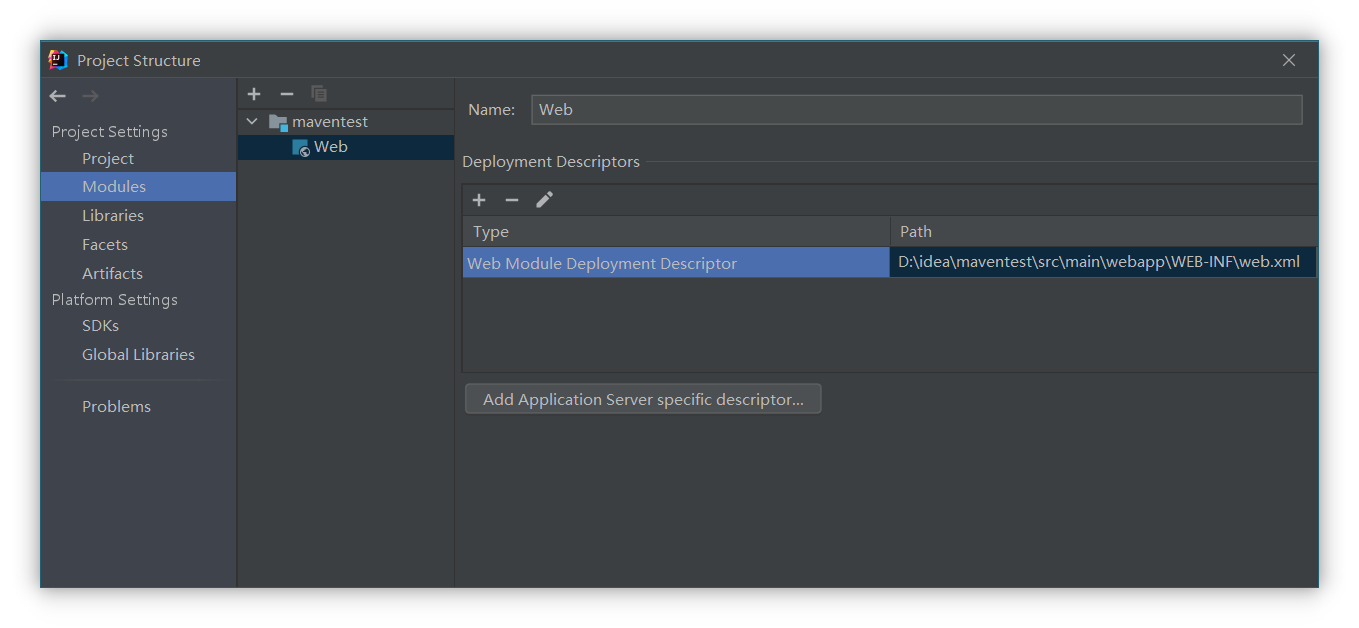 Project Structure
Project Settings
Project
Modules
Libraries
Facets
Artifacts
Platform Settings
SDKs
Global Libraries
Problems
maventest
Web
Name: Web
Deployment Descriptors
Type Path
Web Module Deployment Descriptor D:\idea\maventest\src\main\webapp\WEB-INF\web.xml
Add Application Server specific descriptor...